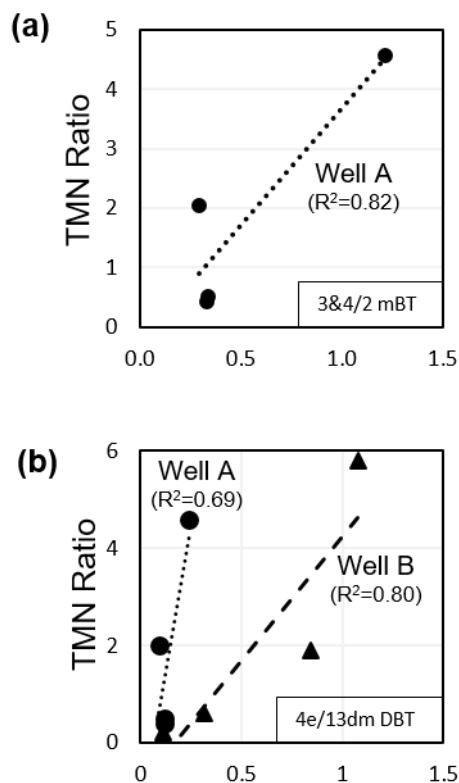 (a)
5
4
3
2
1
0
TMN Ratio
Well A
(R²=0.82)
3&4/2 mBT
0.0 0.5 1.0 1.5
(b)
6
4
2
0
TMN Ratio
Well A
(R²=0.69)
Well B
(R²=0.80)
4e/13dm DBT
0 0.5 1 1.5